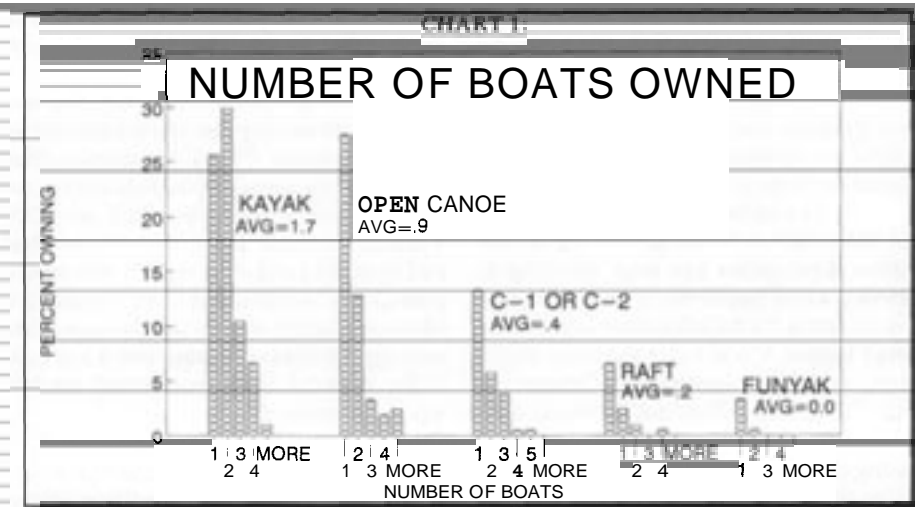 CHART 1:
NUMBER OF BOATS OWNED
PERCENT OWNING
35
30
25
20
15
10
5
0
KAYAK
AVG=1.7
OPEN CANOE
AVG=.9
C-1 OR C-2
AVG=.4
RAFT
AVG=.2
FUNYAK
AVG=0.0
1 3 MORE 2 4 1 3 5 1 3 MORE 2 4
2 4 1 3 MORE 2 4 MORE 2 4 1 3 MORE
NUMBER OF BOATS